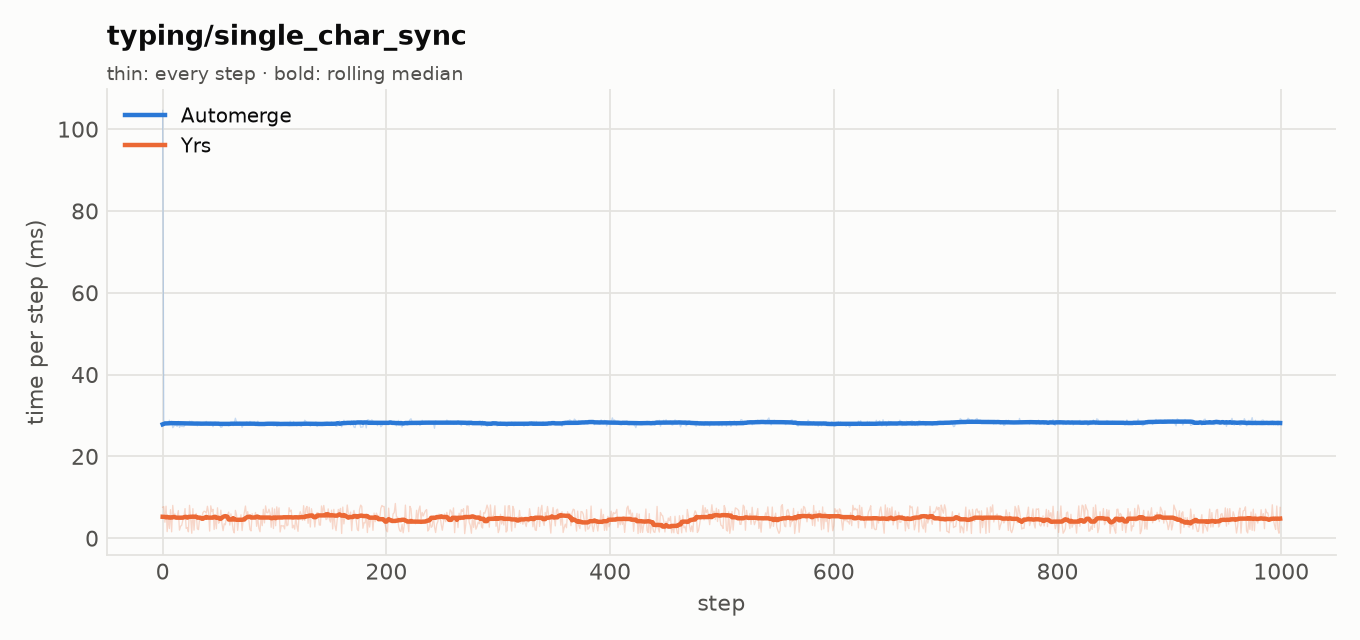 typing/single_char_sync
thin: every step · bold: rolling median
Automerge
Yrs
time per step (ms)
100
80
60
40
20
0
0 200 400 600 800 1000
step